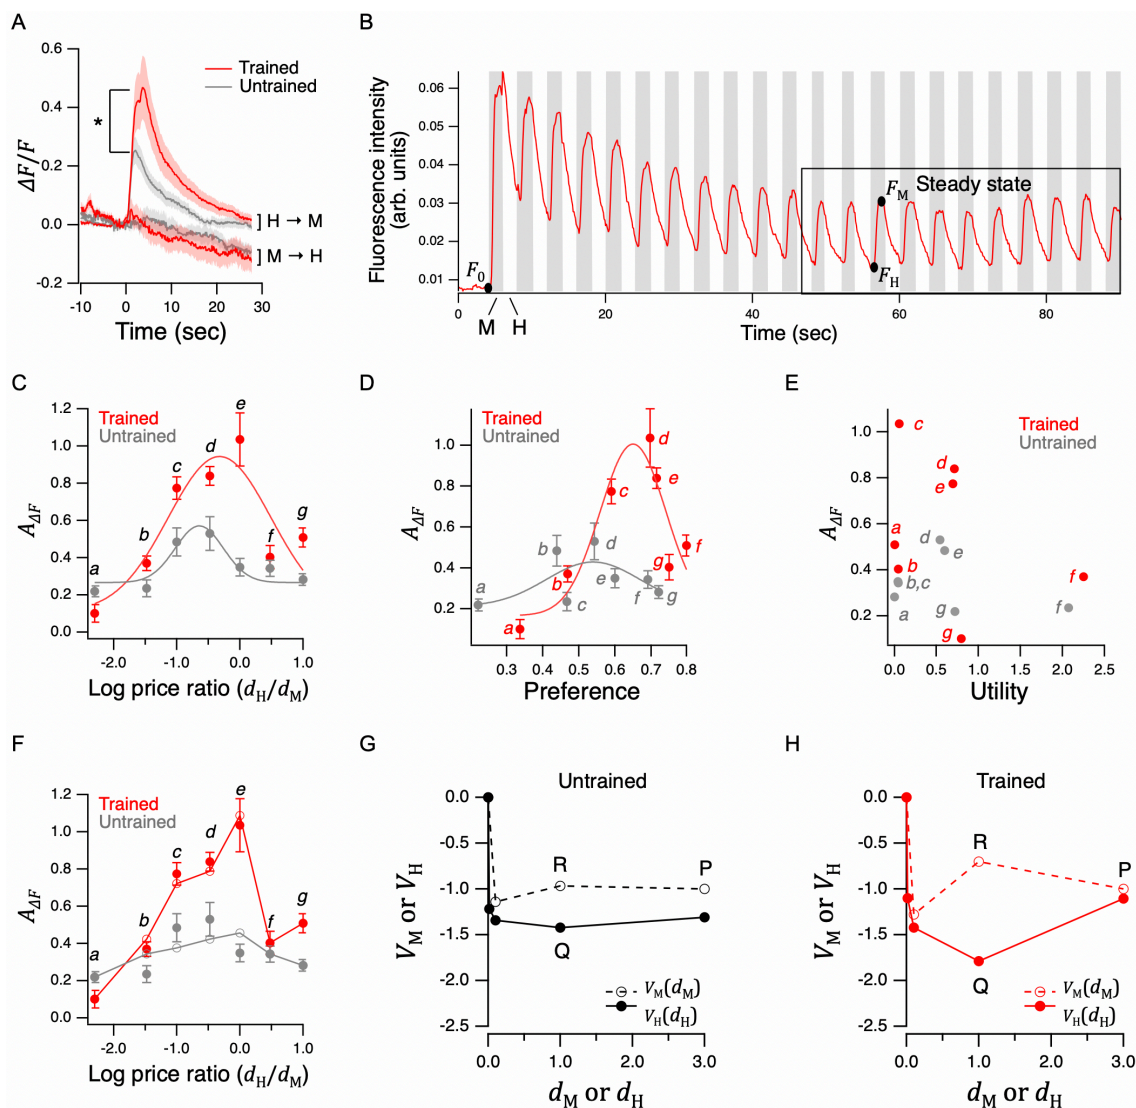 A
0.6
0.4
0.2
0.0
-0.2
ΔF/F
*
Trained
Untrained
H → M
M → H
-10
0
10
20
30
Time (sec)
B
0.06
0.05
0.04
0.03
0.02
0.01
Fluorescence intensity
(arb. units)
F0
M
H
FM
Steady state
FH
0
20
40
60
80
Time (sec)
C
1.2
1.0
0.8
0.6
0.4
0.2
0.0
AΔF
Trained
Untrained
a
b
c
d
e
f
g
-2.0
-1.0
0.0
1.0
Log price ratio (dH/dM)
D
1.0
0.8
0.6
0.4
0.2
AΔF
Trained
Untrained
a
b
c
d
e
f
g
a
b
c
d
e
f
g
0.3
0.4
0.5
0.6
0.7
0.8
Preference
E
1.0
0.8
0.6
0.4
0.2
AΔF
Trained
Untrained
c
d
e
a
b
f
g
d
e
b,c
a
g
f
0.0
0.5
1.0
1.5
2.0
2.5
Utility
F
1.2
1.0
0.8
0.6
0.4
0.2
0.0
AΔF
Trained
Untrained
a
b
c
d
e
f
g
-2.0
-1.0
0.0
1.0
Log price ratio (dH/dM)
G
Untrained
0.0
-0.5
-1.0
-1.5
-2.0
-2.5
VM or VH
R
P
Q
VM(dM)
VH(dH)
0.0
1.0
2.0
3.0
dM or dH
H
Trained
0.0
-0.5
-1.0
-1.5
-2.0
-2.5
VM or VH
R
P
Q
VM(dM)
VH(dH)
0.0
1.0
2.0
3.0
dM or dH